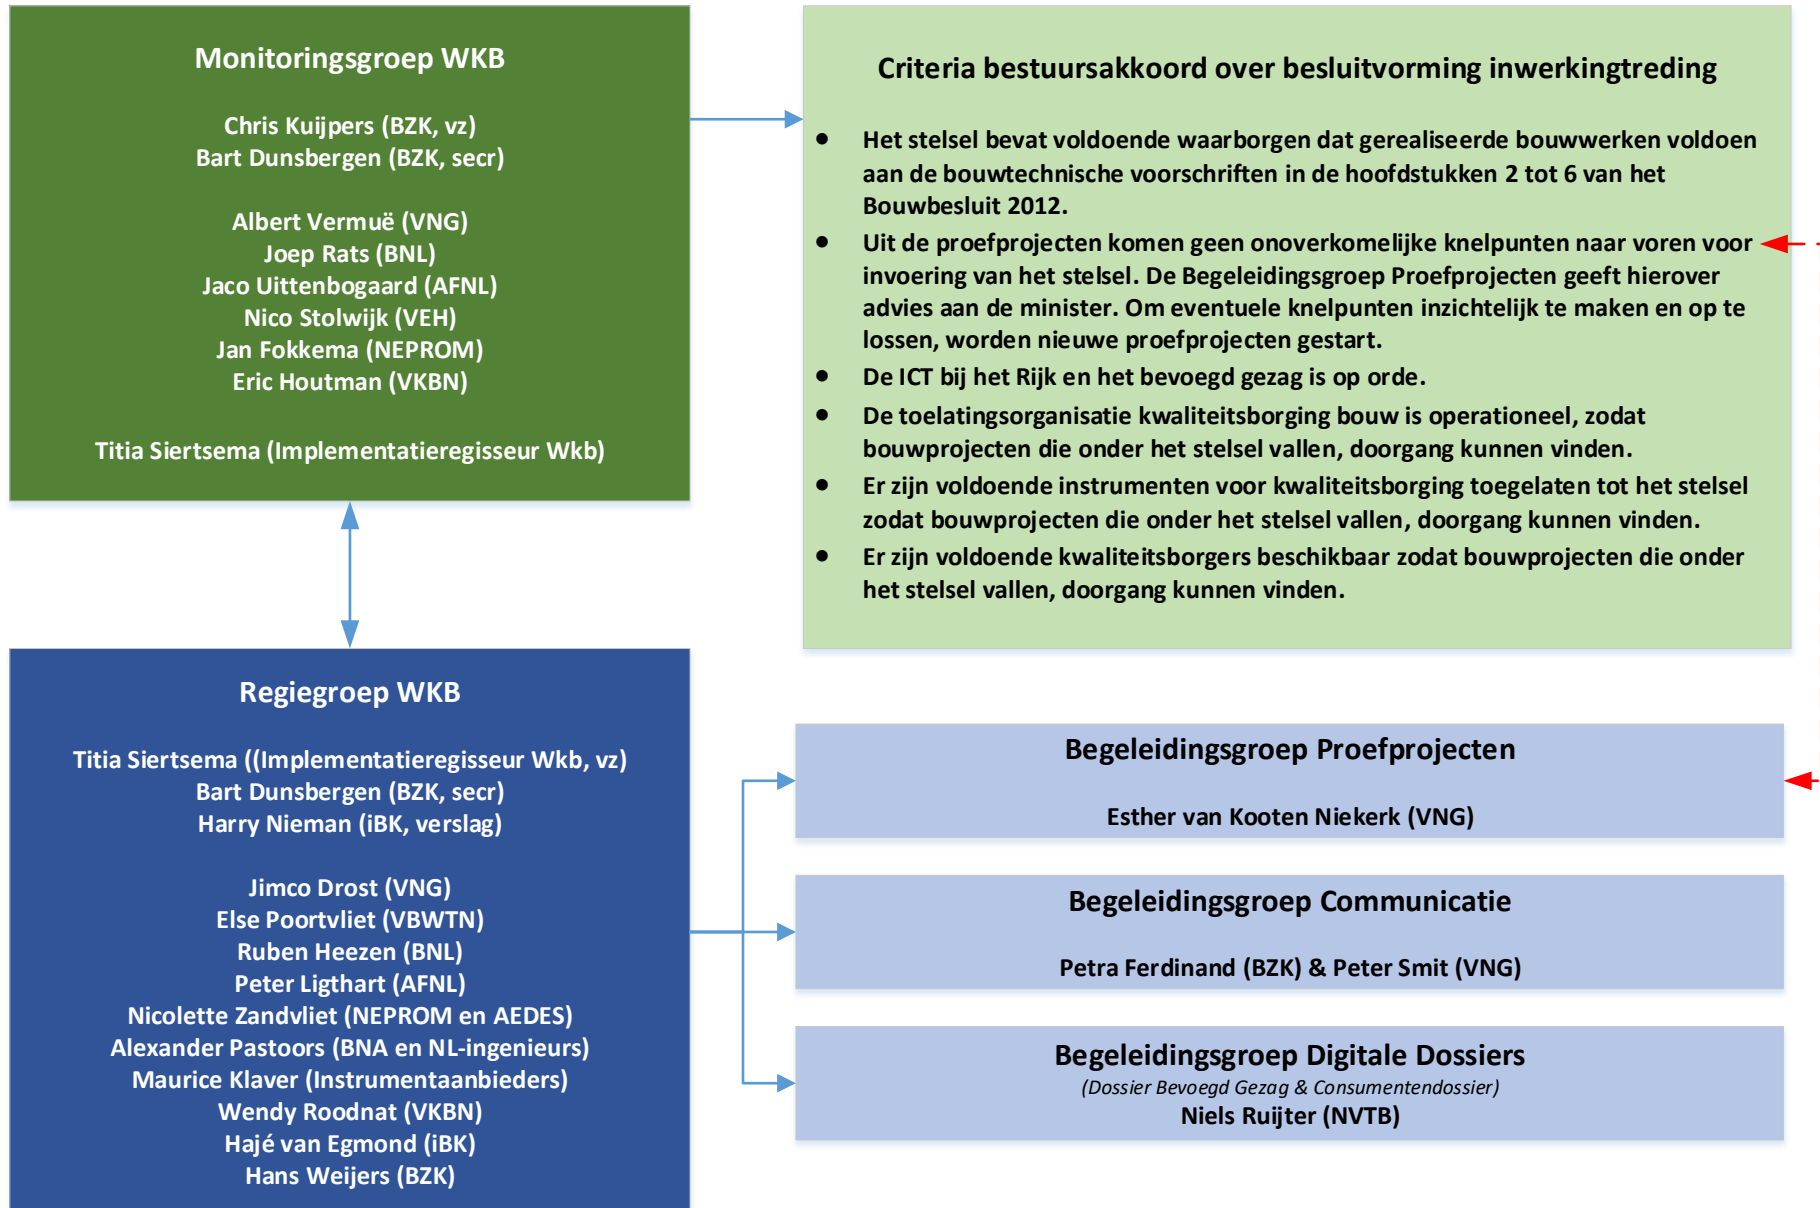 Monitoringsgroep WKB
Chris Kuijpers (BZK, vz)
Bart Dunsbergen (BZK, secr)
Albert Vermuë (VNG)
Joep Rats (BNL)
Jaco Uittenbogaard (AFNL)
Nico Stolwijk (VEH)
Jan Fokkema (NEPROM)
Eric Houtman (VKBN)
Titia Siertsema (Implementatieregisseur Wkb)
Criteria bestuursakkoord over besluitvorming inwerkingtreding
• Het stelsel bevat voldoende waarborgen dat gerealiseerde bouwwerken voldoen
aan de bouwtechnische voorschriften in de hoofdstukken 2 tot 6 van het
Bouwbesluit 2012.
• Uit de proefprojecten komen geen onoverkomelijke knelpunten naar voren voor
invoering van het stelsel. De Begeleidingsgroep Proefprojecten geeft hierover
advies aan de minister. Om eventuele knelpunten inzichtelijk te maken en op te
lossen, worden nieuwe proefprojecten gestart.
• De ICT bij het Rijk en het bevoegd gezag is op orde.
• De toelatingsorganisatie kwaliteitsborging bouw is operationeel, zodat
bouwprojecten die onder het stelsel vallen, doorgang kunnen vinden.
• Er zijn voldoende instrumenten voor kwaliteitsborging toegelaten tot het stelsel
zodat bouwprojecten die onder het stelsel vallen, doorgang kunnen vinden.
• Er zijn voldoende kwaliteitsborgers beschikbaar zodat bouwprojecten die onder
het stelsel vallen, doorgang kunnen vinden.
Regiegroep WKB
Titia Siertsema ((Implementatieregisseur Wkb, vz)
Bart Dunsbergen (BZK, secr)
Harry Nieman (iBK, verslag)
Jimco Drost (VNG)
Else Poortvliet (VBWTN)
Ruben Heezen (BNL)
Peter Ligthart (AFNL)
Nicolette Zandvliet (NEPROM en AEDES)
Alexander Pastoors (BNA en NL-ingenieurs)
Maurice Klaver (Instrumentaanbieders)
Wendy Roodnat (VKBN)
Hajé van Egmond (iBK)
Hans Weijers (BZK)
Begeleidingsgroep Proefprojecten
Esther van Kooten Niekerk (VNG)
Begeleidingsgroep Communicatie
Petra Ferdinand (BZK) & Peter Smit (VNG)
Begeleidingsgroep Digitale Dossiers
(Dossier Bevoegd Gezag & Consumentendossier)
Niels Ruijter (NVTB)